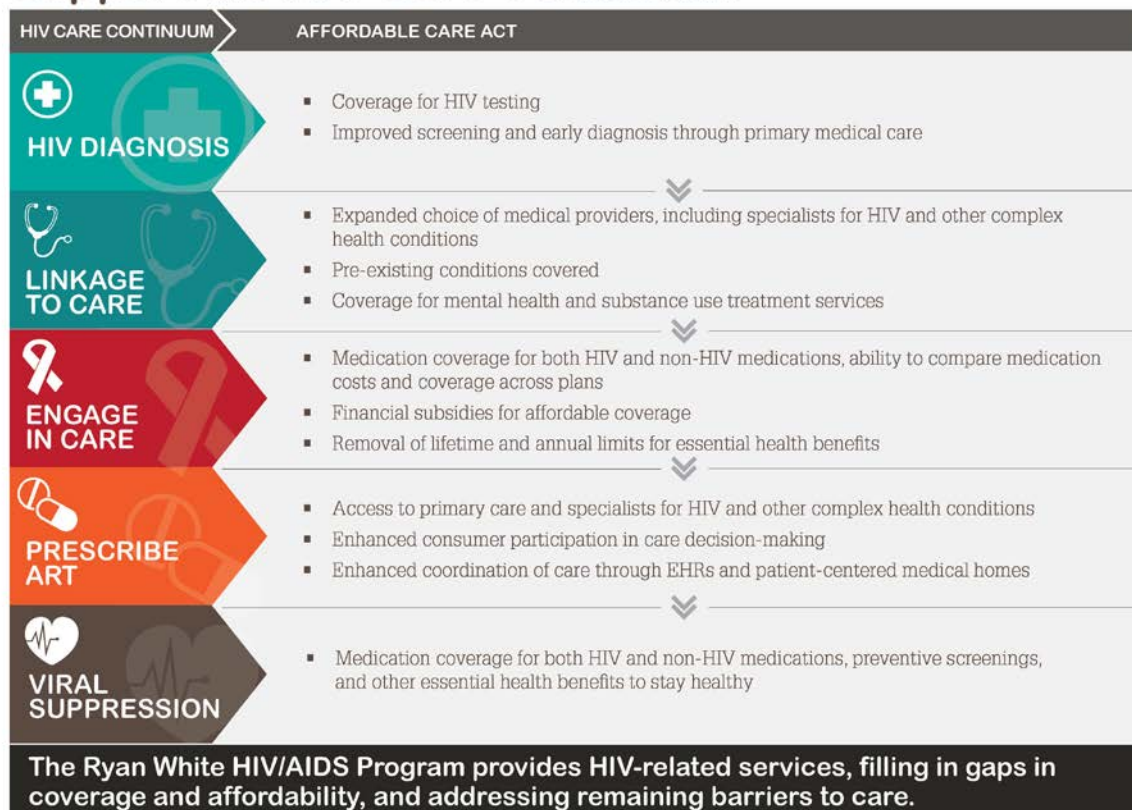 HIV CARE CONTINUUM
AFFORDABLE CARE ACT
HIV DIAGNOSIS
▪ Coverage for HIV testing
▪ Improved screening and early diagnosis through primary medical care
LINKAGE
TO CARE
▪ Expanded choice of medical providers, including specialists for HIV and other complex
health conditions
▪ Pre-existing conditions covered
▪ Coverage for mental health and substance use treatment services
ENGAGE
IN CARE
▪ Medication coverage for both HIV and non-HIV medications, ability to compare medication
costs and coverage across plans
▪ Financial subsidies for affordable coverage
▪ Removal of lifetime and annual limits for essential health benefits
PRESCRIBE
ART
▪ Access to primary care and specialists for HIV and other complex health conditions
▪ Enhanced consumer participation in care decision-making
▪ Enhanced coordination of care through EHRs and patient-centered medical homes
VIRAL
SUPPRESSION
▪ Medication coverage for both HIV and non-HIV medications, preventive screenings,
and other essential health benefits to stay healthy
The Ryan White HIV/AIDS Program provides HIV-related services, filling in gaps in
coverage and affordability, and addressing remaining barriers to care.